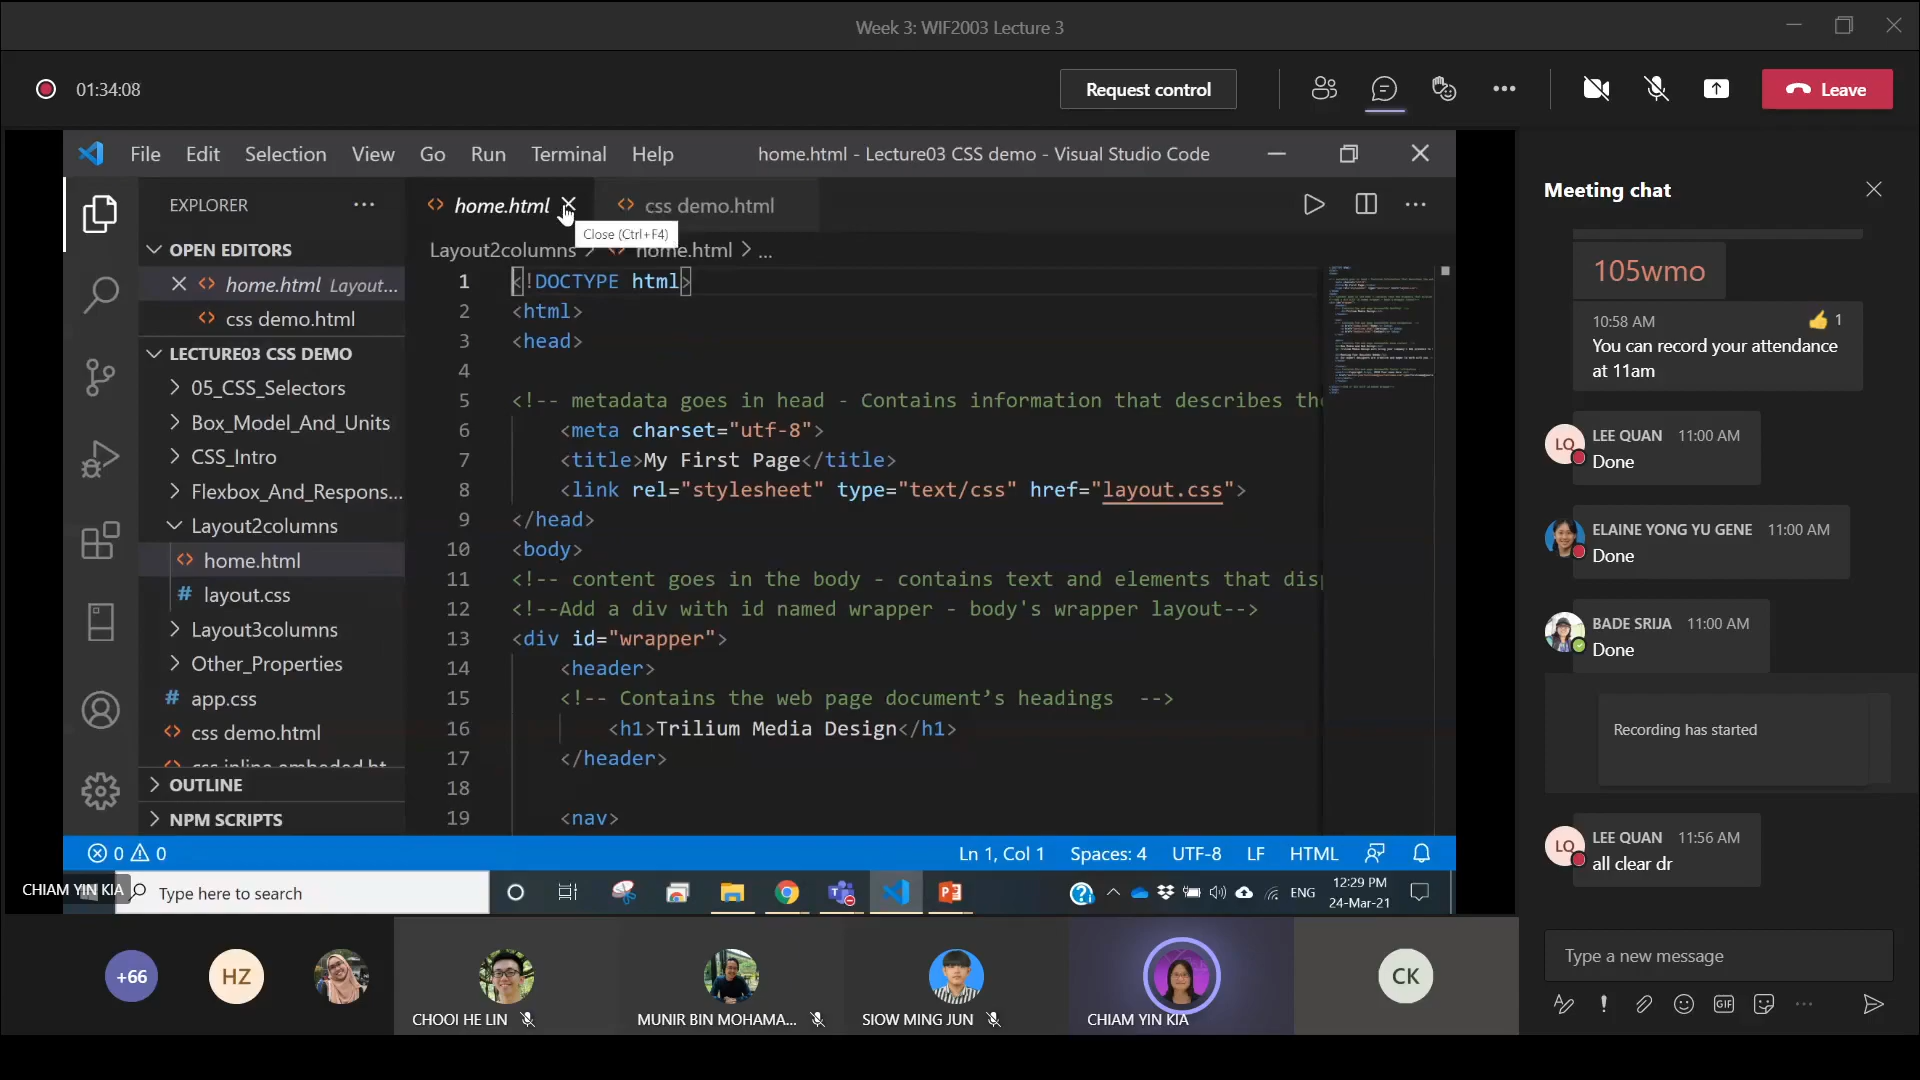 Week 3: WIF2003 Lecture 3
01:34:08
Request control
Leave
File Edit Selection View Go Run Terminal Help
home.html - Lecture03 CSS demo - Visual Studio Code
EXPLORER
OPEN EDITORS
home.html Layout...
css demo.html
LECTURE03 CSS DEMO
05_CSS_Selectors
Box_Model_And_Units
CSS_Intro
Flexbox_And_Respons...
Layout2columns
home.html
layout.css
Layout3columns
Other_Properties
app.css
css demo.html
OUTLINE
NPM SCRIPTS
home.html
css demo.html
Close (Ctrl+F4)
Layout2columns > home.html > ...
1 <!DOCTYPE html>
2 <html>
3 <head>
4
5 <!-- metadata goes in head - Contains information that describes the
6 <meta charset="utf-8">
7 <title>My First Page</title>
8 <link rel="stylesheet" type="text/css" href="layout.css">
9 </head>
10 <body>
11 <!-- content goes in the body - contains text and elements that disp
12 <!--Add a div with id named wrapper - body's wrapper layout-->
13 <div id="wrapper">
14 <header>
15 <!-- Contains the web page document’s headings -->
16 <h1>Trilium Media Design</h1>
17 </header>
18
19 <nav>
0 0
Ln 1, Col 1 Spaces: 4 UTF-8 LF HTML
CHIAM YIN KIA
Type here to search
ENG
12:29 PM
24-Mar-21
+66
HZ
CHOOI HE LIN
MUNIR BIN MOHAMA...
SIOW MING JUN
CHIAM YIN KIA
CK
Meeting chat
105wmo
10:58 AM
1
You can record your attendance
at 11am
LQ
LEE QUAN 11:00 AM
Done
ELAINE YONG YU GENE 11:00 AM
Done
BADE SRIJA 11:00 AM
Done
Recording has started
LQ
LEE QUAN 11:56 AM
all clear dr
Type a new message
GIF